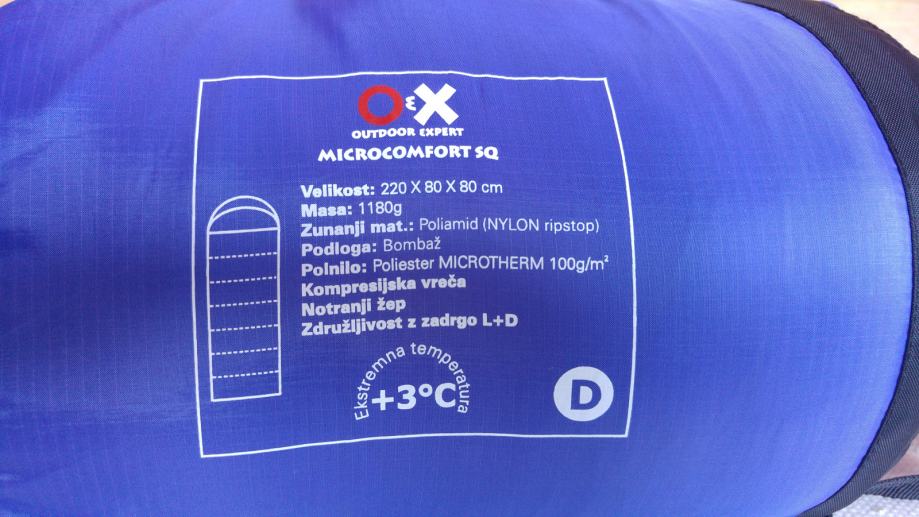 OεX
OUTDOOR EXPERT
MICROCOMFORT SQ
Velikost: 220 X 80 X 80 cm
Masa: 1180g
Zunanji mat.: Poliamid (NYLON ripstop)
Podloga: Bombaž
Polnilo: Poliester MICROTHERM 100g/m²
Kompresijska vreča
Notranji žep
Združljivost z zadrgo L+D
Ekstremna temperatura
+3°C
D